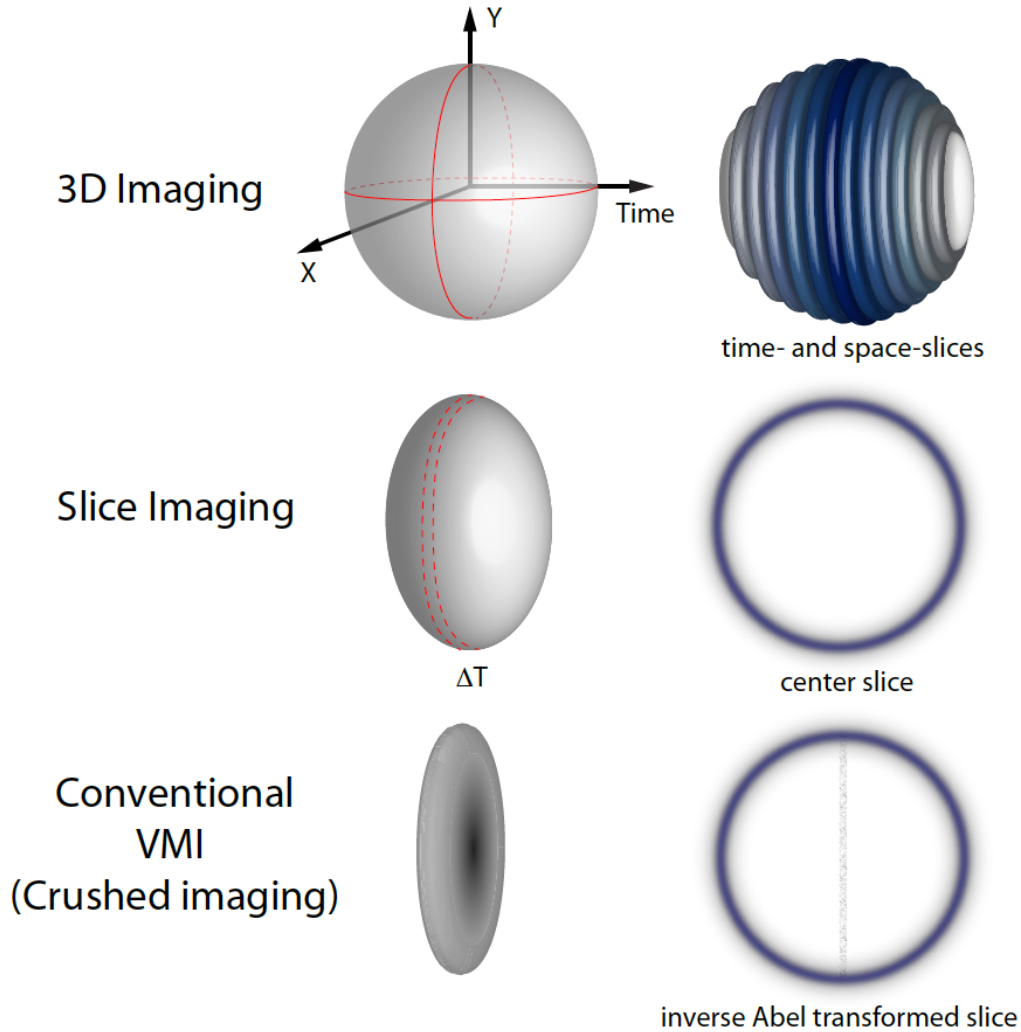 Y
3D Imaging
Time
X
time- and space-slices
Slice Imaging
ΔT
center slice
Conventional
VMI
(Crushed imaging)
inverse Abel transformed slice